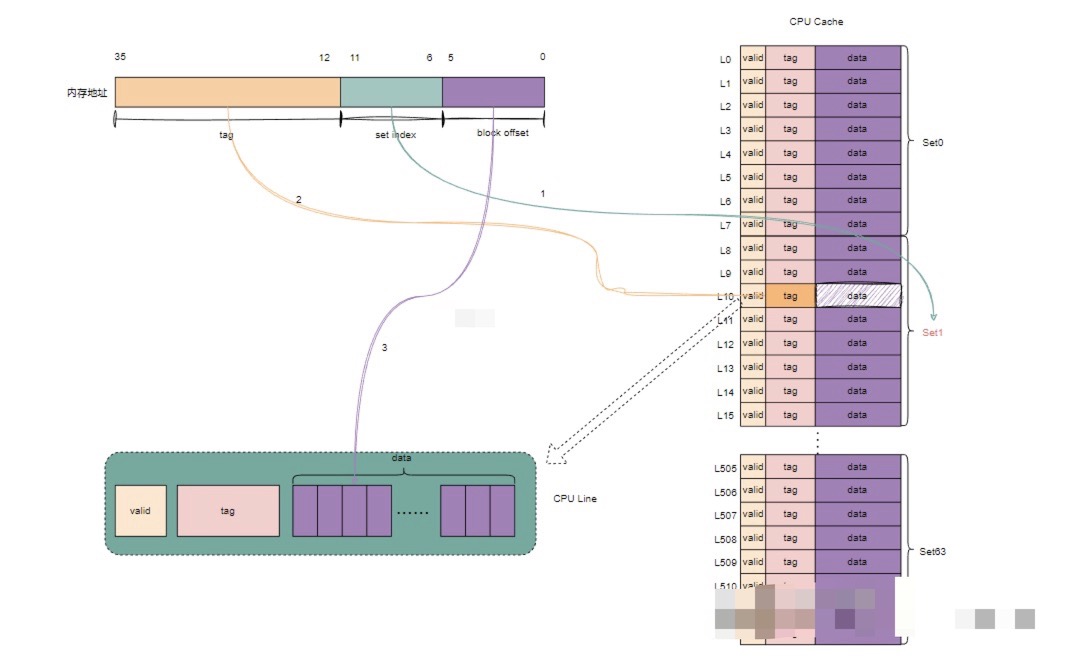 CPU Cache
35 12 11 6 5 0
内存地址
tag set index block offset
1
2
3
L0 valid tag data
L1 valid tag data
L2 valid tag data
L3 valid tag data
L4 valid tag data
L5 valid tag data
L6 valid tag data
L7 valid tag data
Set0
L8 valid tag data
L9 valid tag data
L10 valid tag data
L11 valid tag data
L12 valid tag data
L13 valid tag data
L14 valid tag data
L15 valid tag data
Set1
L505 valid tag data
L506 valid tag data
L507 valid tag data
L508 valid tag data
L509 valid tag data
L510 valid
Set63
data
valid tag ......
CPU Line